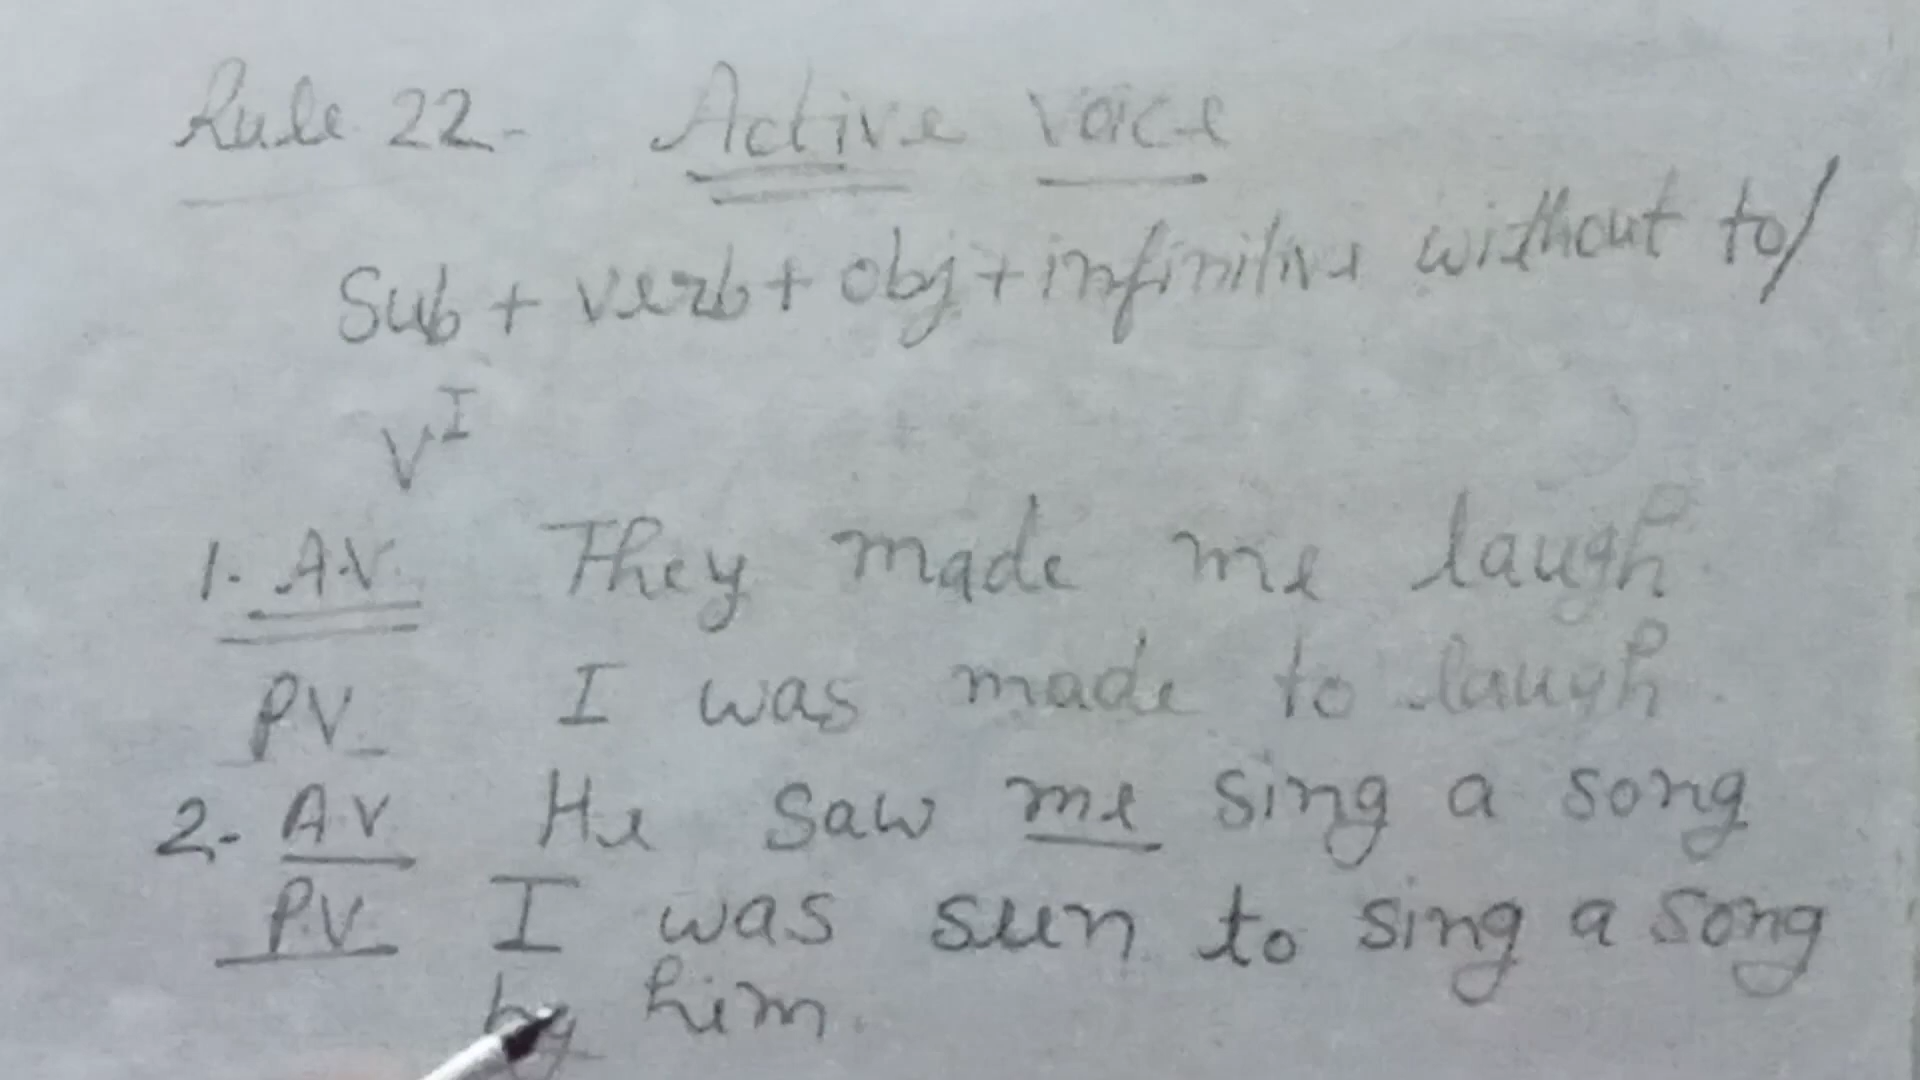 Rule 22- Active voice
Sub + verb + obj + infinitive without to/
V^I
1. A.V. They made me laugh.
PV I was made to laugh.
2. A.V He saw me sing a song
P.V. I was seen to sing a song
by him.